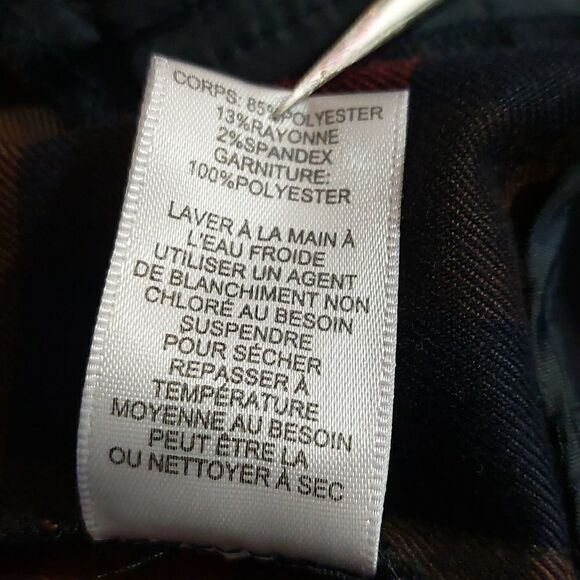 CORPS: 85%POLYESTER
13%RAYONNE
2%SPANDEX
GARNITURE:
100%POLYESTER
LAVER À LA MAIN À
L'EAU FROIDE
UTILISER UN AGENT
DE BLANCHIMENT NON
CHLORÉ AU BESOIN
SUSPENDRE
POUR SÉCHER
REPASSER À
TEMPÉRATURE
MOYENNE AU BESOIN
PEUT ÊTRE LA
OU NETTOYER À SEC